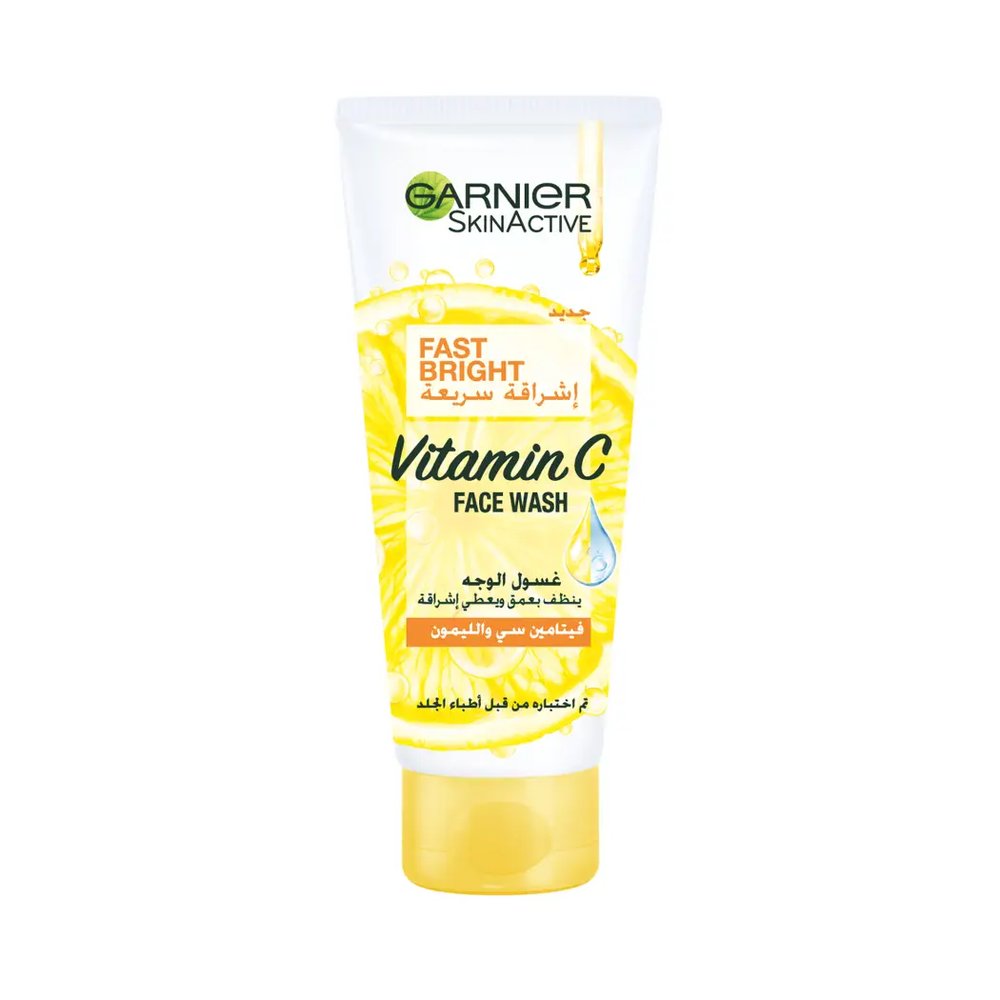 GARNIER
SKINACTIVE
جديد
FAST
BRIGHT
إشراقة سريعة
Vitamin C
FACE WASH
غسول الوجه
ينظف بعمق ويعطي إشراقة
فيتامين سي والليمون
تم اختباره من قبل أطباء الجلد